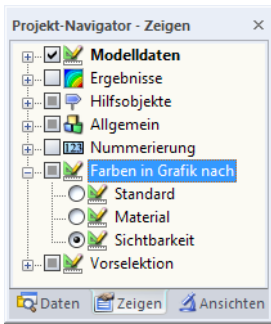 Projekt-Navigator - Zeigen
Modelldaten
Ergebnisse
Hilfsobjekte
Allgemein
123 Nummerierung
Farben in Grafik nach
Standard
Material
Sichtbarkeit
Vorselektion
Daten Zeigen Ansichten